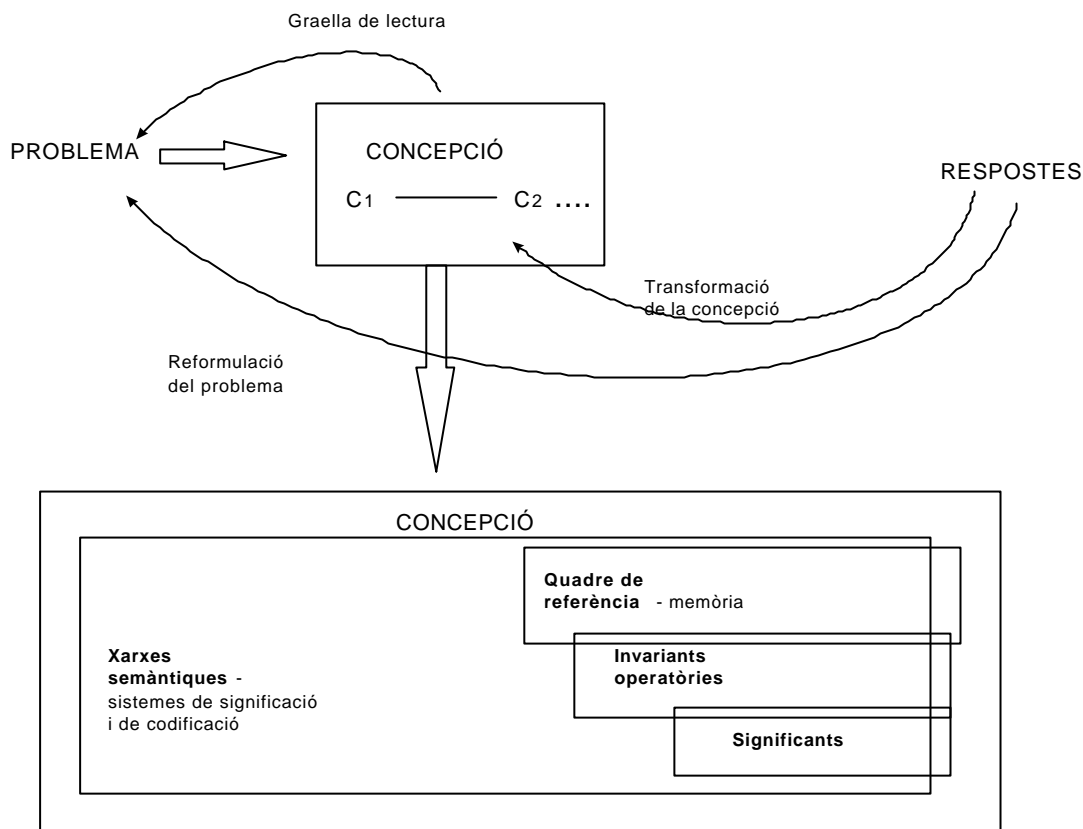 Graella de lectura
PROBLEMA
CONCEPCIÓ
C1 C2 ....
RESPOSTES
Transformació
de la concepció
Reformulació
del problema
CONCEPCIÓ
Quadre de
referència - memòria
Xarxes
semàntiques -
sistemes de significació
i de codificació
Invariants
operatòries
Significants